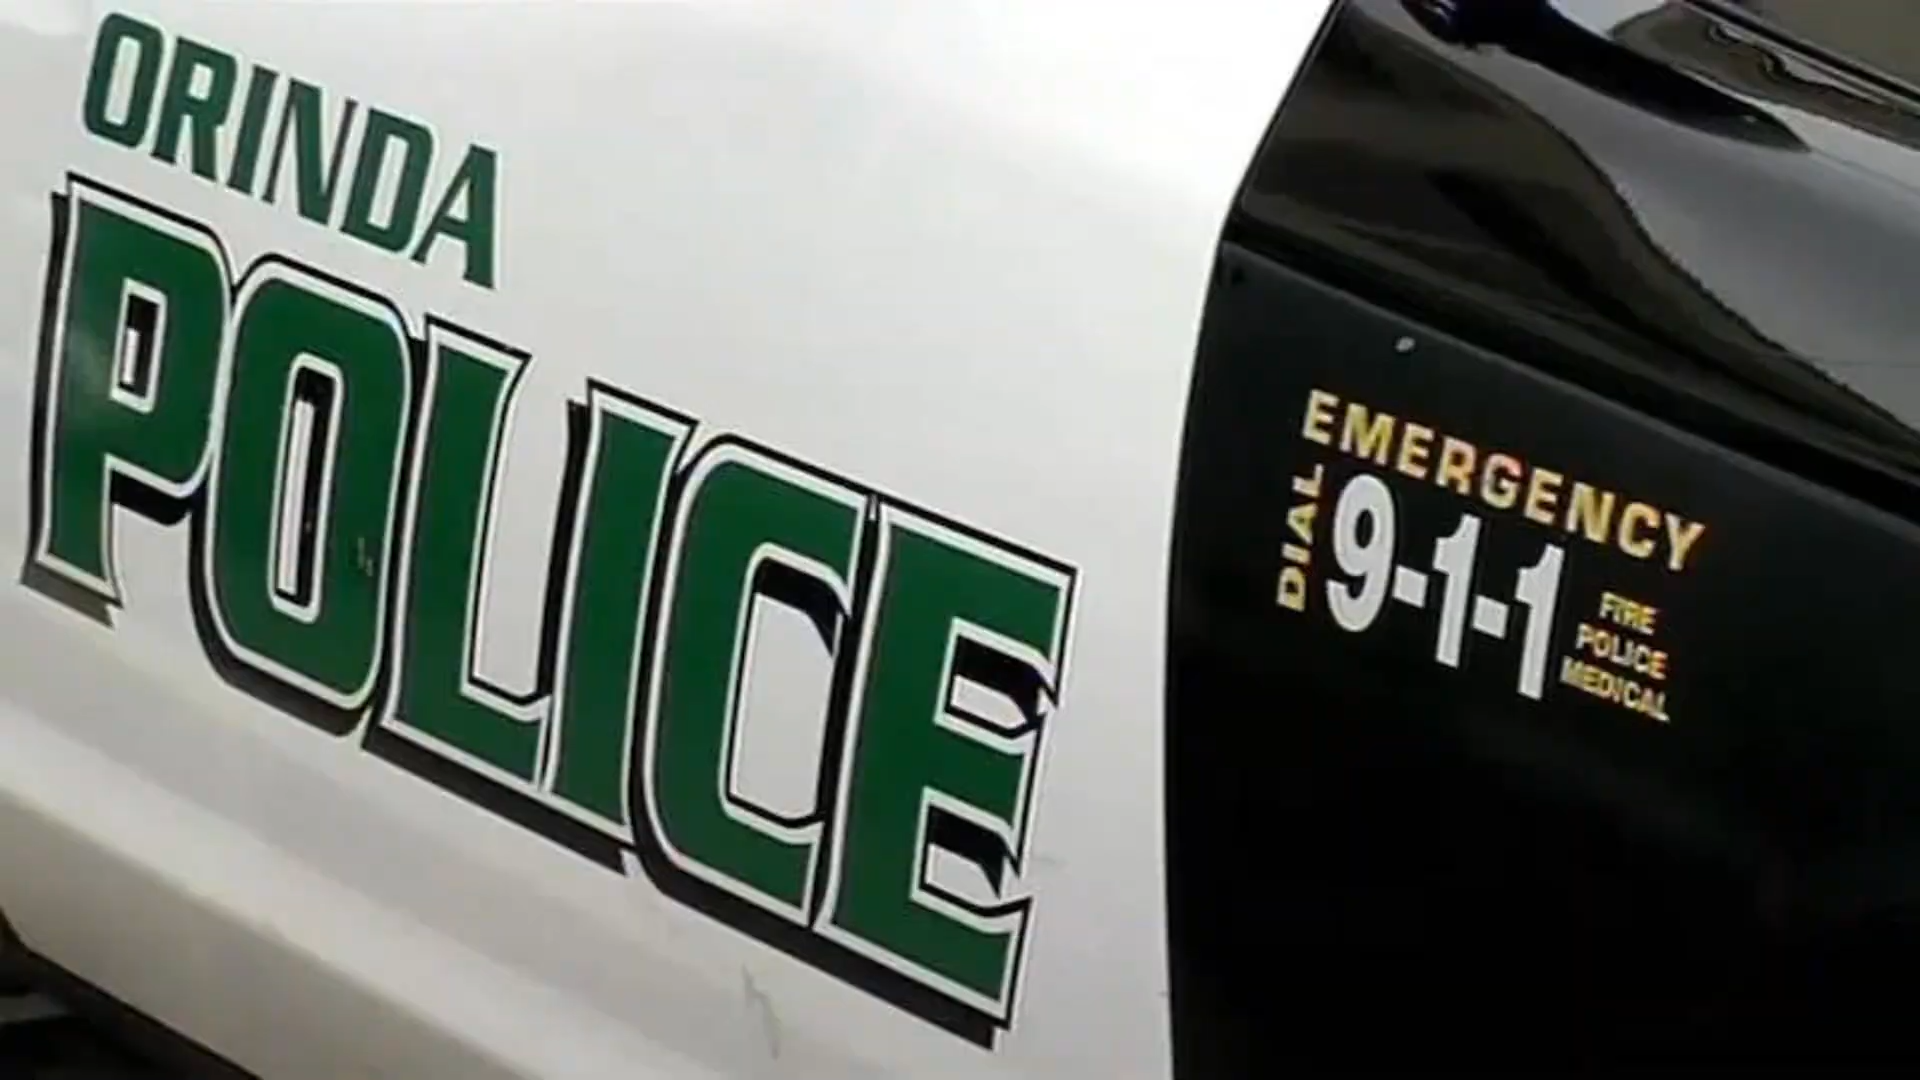 ORINDA
POLICE
EMERGENCY
DIAL
9-1-1
FIRE
POLICE
MEDICAL